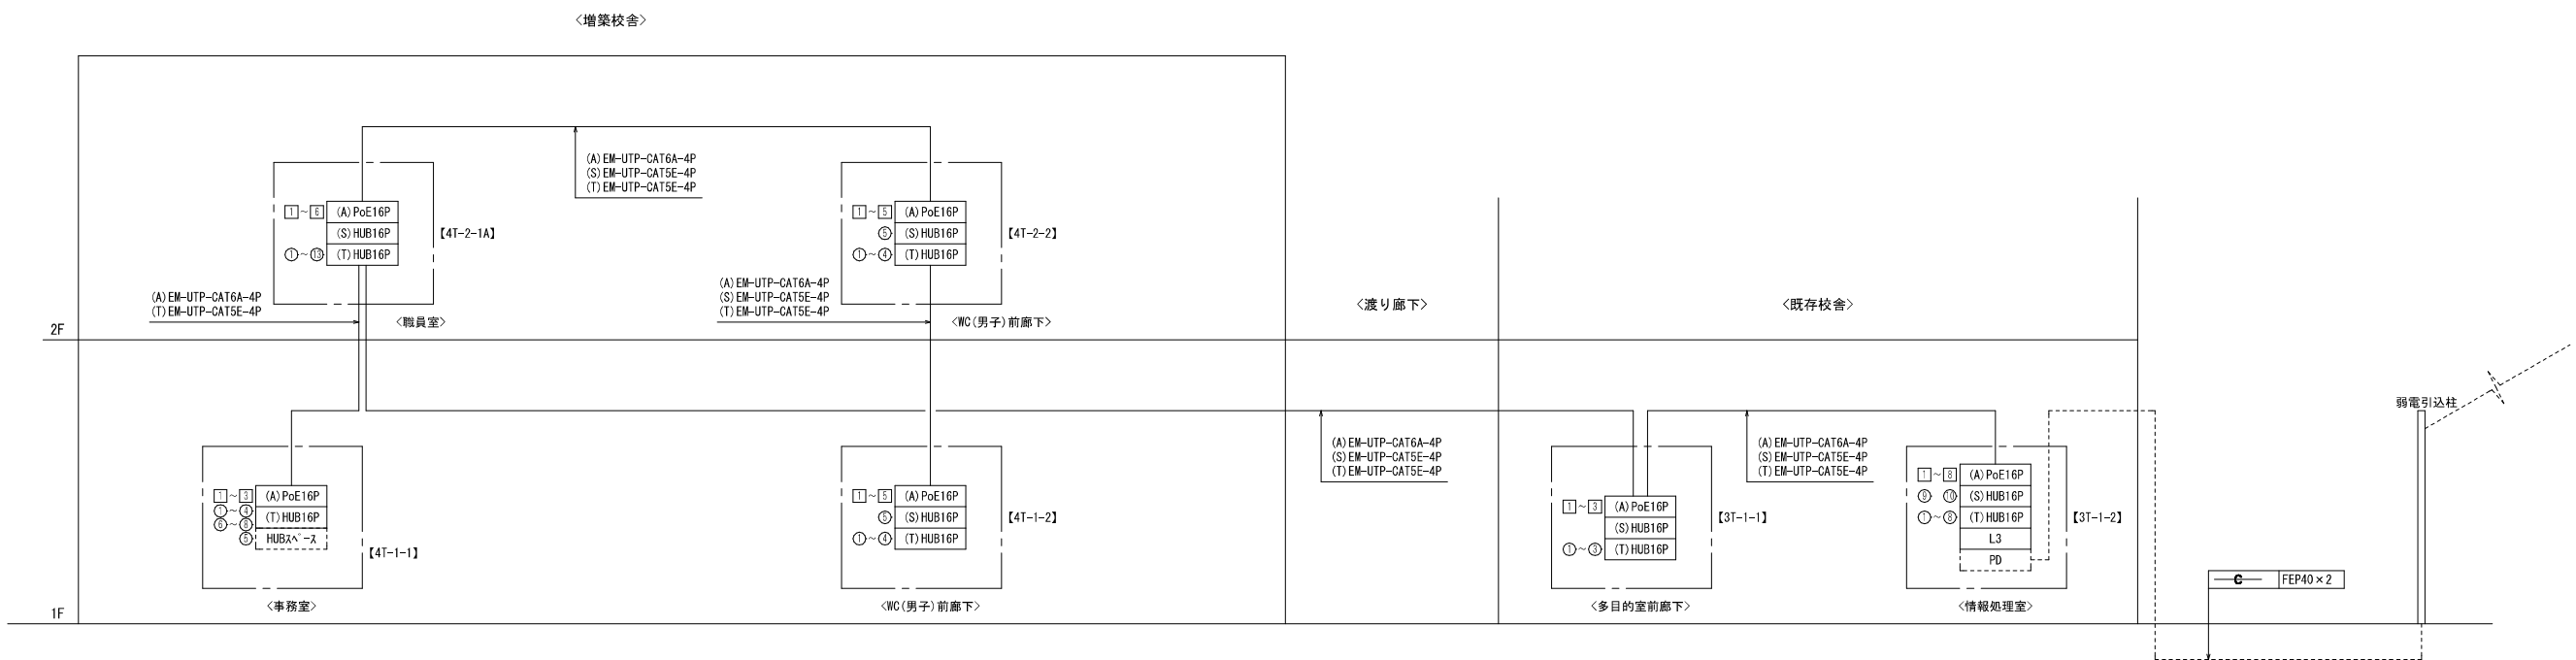 〈増築校舎〉
(A)EM-UTP-CAT6A-4P
(S)EM-UTP-CAT5E-4P
(T)EM-UTP-CAT5E-4P
1～6 (A)PoE16P
(S)HUB16P
①～⑬ (T)HUB16P
【4T-2-1A】
1～5 (A)PoE16P
⑤ (S)HUB16P
①～④ (T)HUB16P
【4T-2-2】
(A)EM-UTP-CAT6A-4P
(T)EM-UTP-CAT5E-4P
〈職員室〉
(A)EM-UTP-CAT6A-4P
(S)EM-UTP-CAT5E-4P
(T)EM-UTP-CAT5E-4P
〈WC(男子)前廊下〉
〈渡り廊下〉
〈既存校舎〉
2F
弱電引込柱
(A)EM-UTP-CAT6A-4P
(S)EM-UTP-CAT5E-4P
(T)EM-UTP-CAT5E-4P
(A)EM-UTP-CAT6A-4P
(S)EM-UTP-CAT5E-4P
(T)EM-UTP-CAT5E-4P
1～3 (A)PoE16P
①～④ (T)HUB16P
⑥～⑧
⑤ HUBスペース
【4T-1-1】
〈事務室〉
1～5 (A)PoE16P
⑤ (S)HUB16P
①～④ (T)HUB16P
【4T-1-2】
〈WC(男子)前廊下〉
1～3 (A)PoE16P
(S)HUB16P
①～③ (T)HUB16P
【3T-1-1】
〈多目的室前廊下〉
1～8 (A)PoE16P
⑨ ⑩ (S)HUB16P
①～⑧ (T)HUB16P
L3
PD
【3T-1-2】
〈情報処理室〉
C FEP40×2
1F